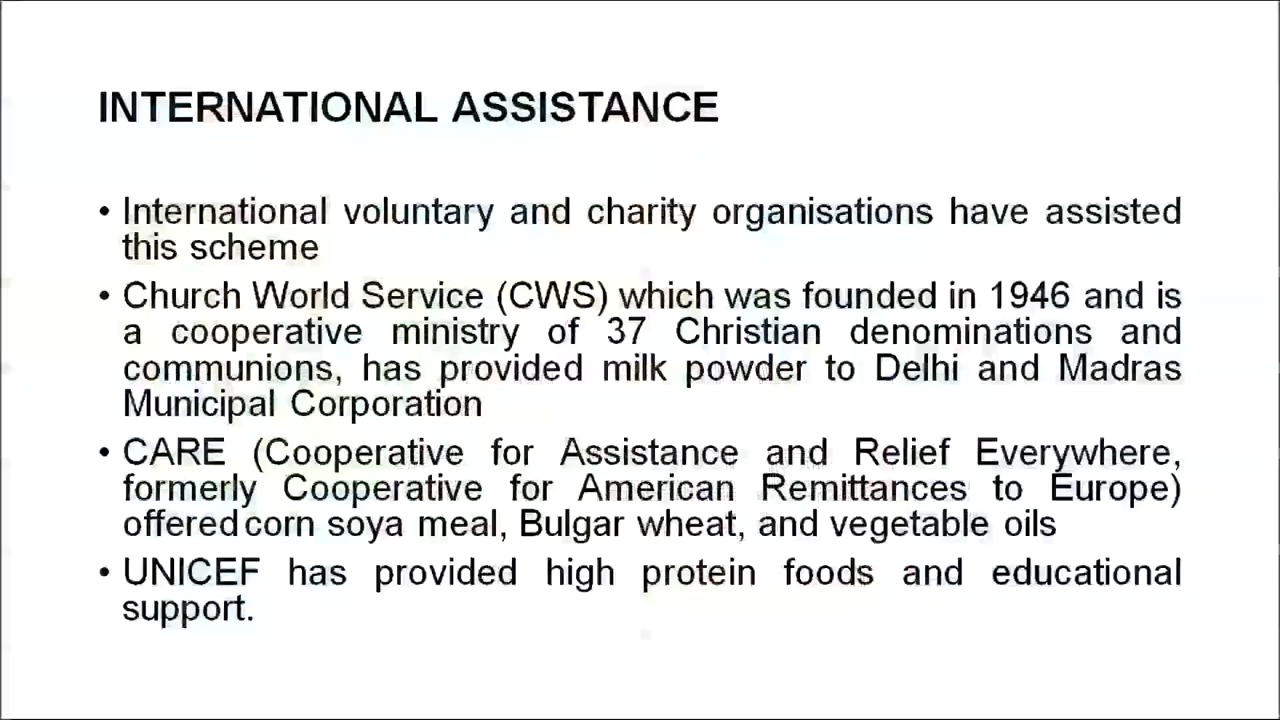 INTERNATIONAL ASSISTANCE
• International voluntary and charity organisations have assisted
this scheme
• Church World Service (CWS) which was founded in 1946 and is
a cooperative ministry of 37 Christian denominations and
communions, has provided milk powder to Delhi and Madras
Municipal Corporation
• CARE (Cooperative for Assistance and Relief Everywhere,
formerly Cooperative for American Remittances to Europe)
offered corn soya meal, Bulgar wheat, and vegetable oils
• UNICEF has provided high protein foods and educational
support.